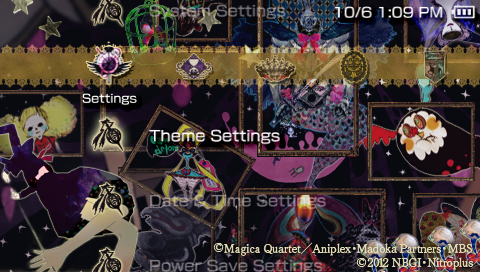 System Settings
10/6 1:09 PM
Settings
Theme Settings
Date & Time Settings
©Magica Quartet／Aniplex・Madoka Partners・MBS
©2012 NBGI・Nitroplus
Power Save Settings